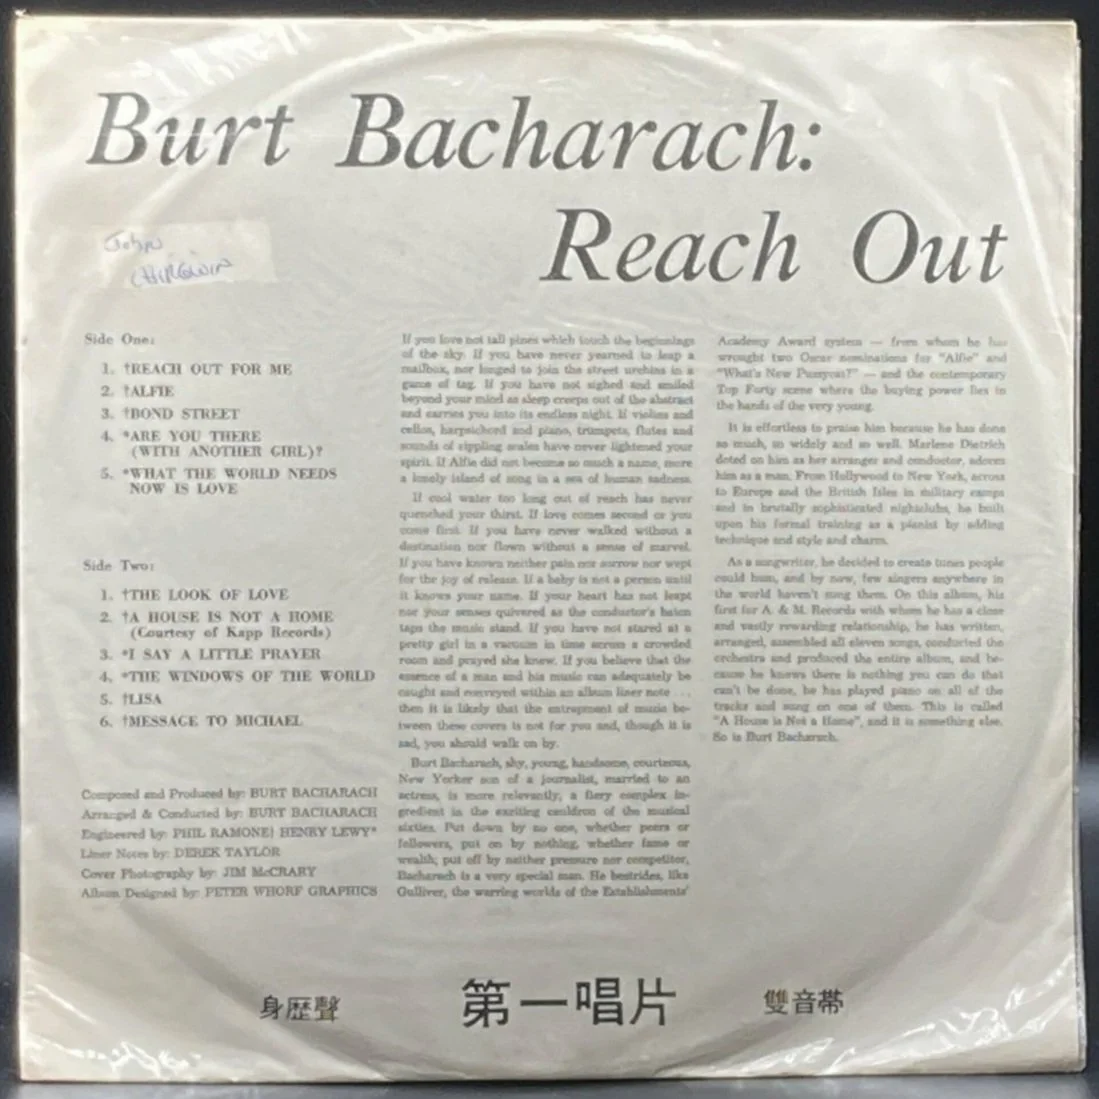 Burt Bacharach:
Reach Out
John
Side One:
1. †REACH OUT FOR ME
2. †ALFIE
3. †BOND STREET
4. *ARE YOU THERE
(WITH ANOTHER GIRL)?
5. *WHAT THE WORLD NEEDS
NOW IS LOVE
Side Two:
1. †THE LOOK OF LOVE
2. †A HOUSE IS NOT A HOME
(Courtesy of Kapp Records)
3. *I SAY A LITTLE PRAYER
4. *THE WINDOWS OF THE WORLD
5. †LISA
6. †MESSAGE TO MICHAEL
Composed and Produced by: BURT BACHARACH
Arranged & Conducted by: BURT BACHARACH
Engineered by: PHIL RAMONE† HENRY LEWY*
Liner Notes by: DEREK TAYLOR
Cover Photography by: JIM McCRARY
Album Designed by: PETER WHORF GRAPHICS
If you love not tall pines which touch the beginnings
of the sky. If you have never yearned to leap a
mailbox, nor longed to join the street urchins in a
game of tag. If you have not sighed and smiled
beyond your mind as sleep creeps out of the abstract
and carries you into its endless night. If violins and
cellos, harpsichord and piano, trumpets, flutes and
sounds of rippling scales have never lightened your
spirit. If Alfie did not become so much a name, more
a lonely island of song in a sea of human sadness.
If cool water too long out of reach has never
quenched your thirst. If love comes second or you
come first. If you have never walked without a
destination nor flown without a sense of marvel.
If you have known neither pain nor sorrow nor wept
for the joy of release. If a baby is not a person until
it knows your name. If your heart has not leapt
nor your senses quivered as the conductor's baton
taps the music stand. If you have not stared at a
pretty girl in a vacuum in time across a crowded
room and prayed she knew. If you believe that the
essence of a man and his music can adequately be
caught and conveyed within an album liner note . . .
then it is likely that the entrapment of music be-
tween these covers is not for you and, though it is
sad, you should walk on by.
Burt Bacharach, shy, young, handsome, courteous,
New Yorker son of a journalist, married to an
actress, is more relevantly, a fiery complex in-
gredient in the exciting cauldron of the musical
sixties. Put down by no one, whether peers or
followers, put on by nothing, whether fame or
wealth; put off by neither pressure nor competitor,
Bacharach is a very special man. He bestrides, like
Gulliver, the warring worlds of the Establishments'
Academy Award system — from whom he has
wrought two Oscar nominations for "Alfie" and
"What's New Pussycat?" — and the contemporary
Top Forty scene where the buying power lies in
the hands of the very young.
It is effortless to praise him because he has done
so much, so widely and so well. Marlene Dietrich
doted on him as her arranger and conductor, adores
him as a man. From Hollywood to New York, across
to Europe and the British Isles in military camps
and in brutally sophisticated nightclubs, he built
upon his formal training as a pianist by adding
technique and style and charm.
As a songwriter, he decided to create tunes people
could hum, and by now, few singers anywhere in
the world haven't sung them. On this album, his
first for A. & M. Records with whom he has a close
and vastly rewarding relationship, he has written,
arranged, assembled all eleven songs, conducted the
orchestra and produced the entire album, and be-
cause he knows there is nothing you can do that
can't be done, he has played piano on all of the
tracks and sung on one of them. This is called
"A House is Not a Home", and it is something else.
So is Burt Bacharach.
身歷聲 第一唱片 雙音帶